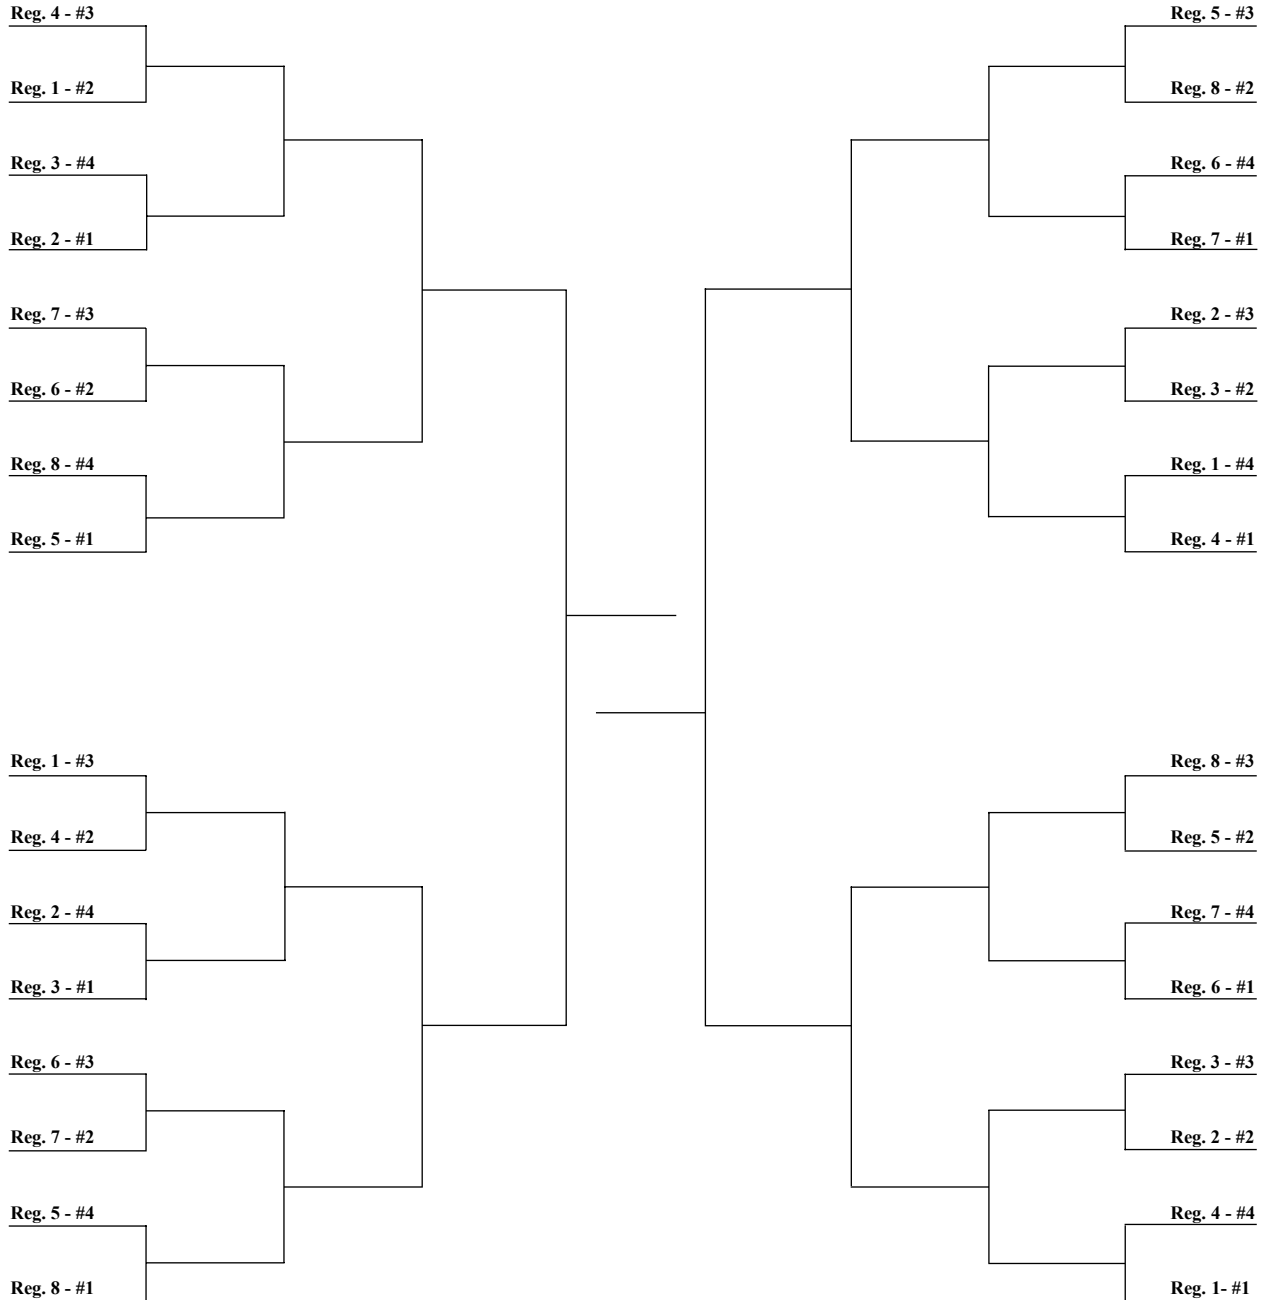 Reg. 4 - #3
Reg. 1 - #2
Reg. 3 - #4
Reg. 2 - #1
Reg. 7 - #3
Reg. 6 - #2
Reg. 8 - #4
Reg. 5 - #1
Reg. 1 - #3
Reg. 4 - #2
Reg. 2 - #4
Reg. 3 - #1
Reg. 6 - #3
Reg. 7 - #2
Reg. 5 - #4
Reg. 8 - #1
Reg. 5 - #3
Reg. 8 - #2
Reg. 6 - #4
Reg. 7 - #1
Reg. 2 - #3
Reg. 3 - #2
Reg. 1 - #4
Reg. 4 - #1
Reg. 8 - #3
Reg. 5 - #2
Reg. 7 - #4
Reg. 6 - #1
Reg. 3 - #3
Reg. 2 - #2
Reg. 4 - #4
Reg. 1- #1